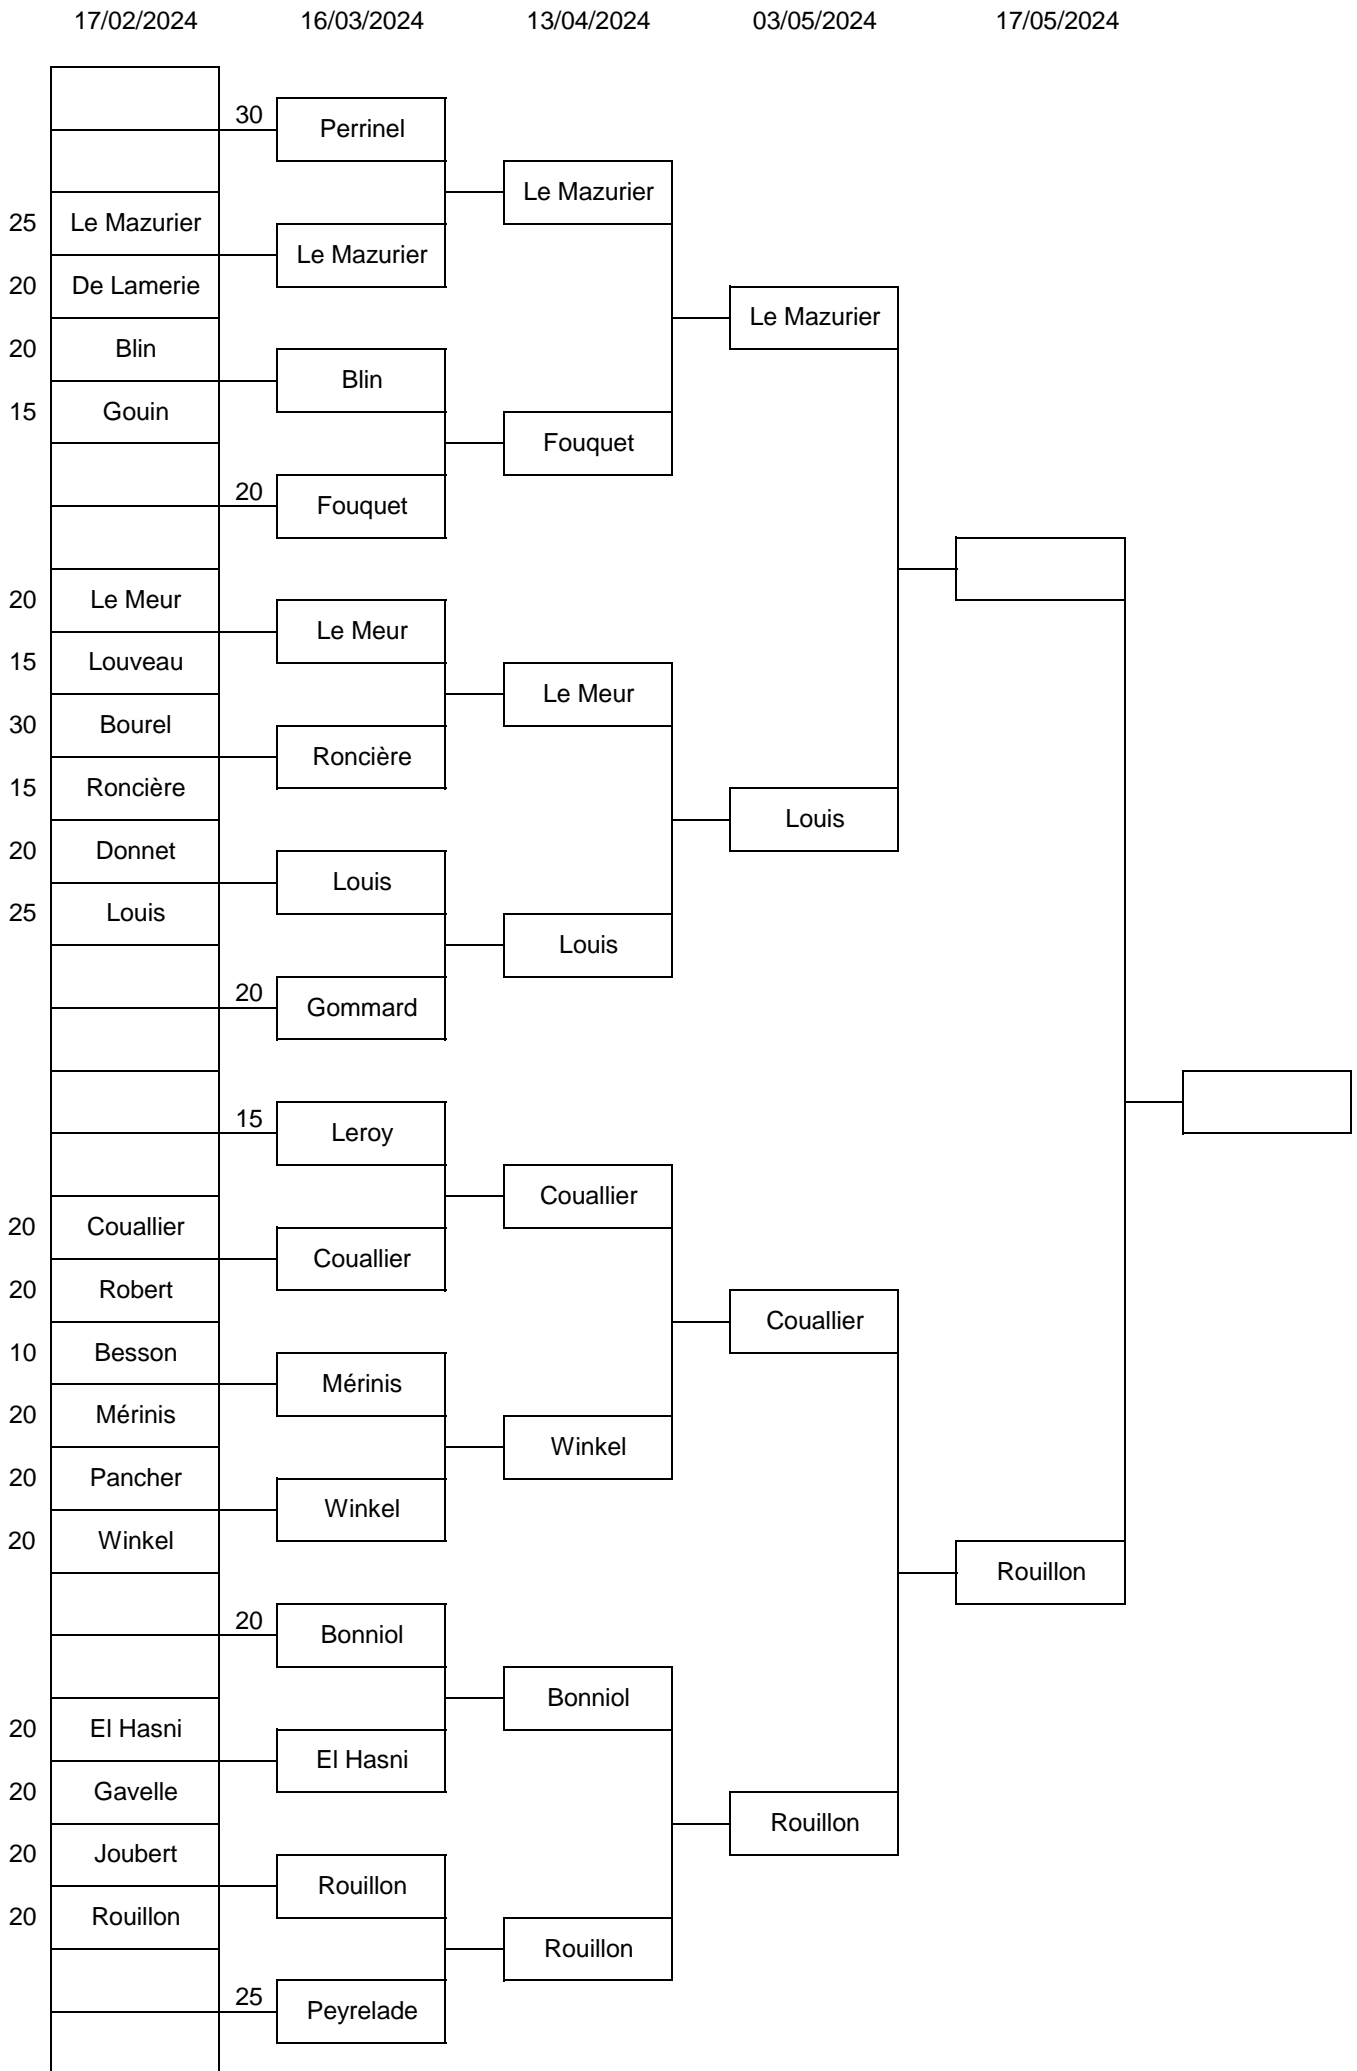 17/02/2024 16/03/2024 13/04/2024 03/05/2024 17/05/2024
30 Perrinel
Le Mazurier
25 Le Mazurier
Le Mazurier
20 De Lamerie
Le Mazurier
20 Blin
Blin
15 Gouin
Fouquet
20 Fouquet
20 Le Meur
Le Meur
15 Louveau
Le Meur
30 Bourel
Roncière
15 Roncière
Louis
20 Donnet
Louis
25 Louis
Louis
20 Gommard
15 Leroy
Couallier
20 Couallier
Couallier
20 Robert
Couallier
10 Besson
Mérinis
20 Mérinis
Winkel
20 Pancher
Winkel
20 Winkel
Rouillon
20 Bonniol
Bonniol
20 El Hasni
El Hasni
20 Gavelle
Rouillon
20 Joubert
Rouillon
20 Rouillon
Rouillon
25 Peyrelade